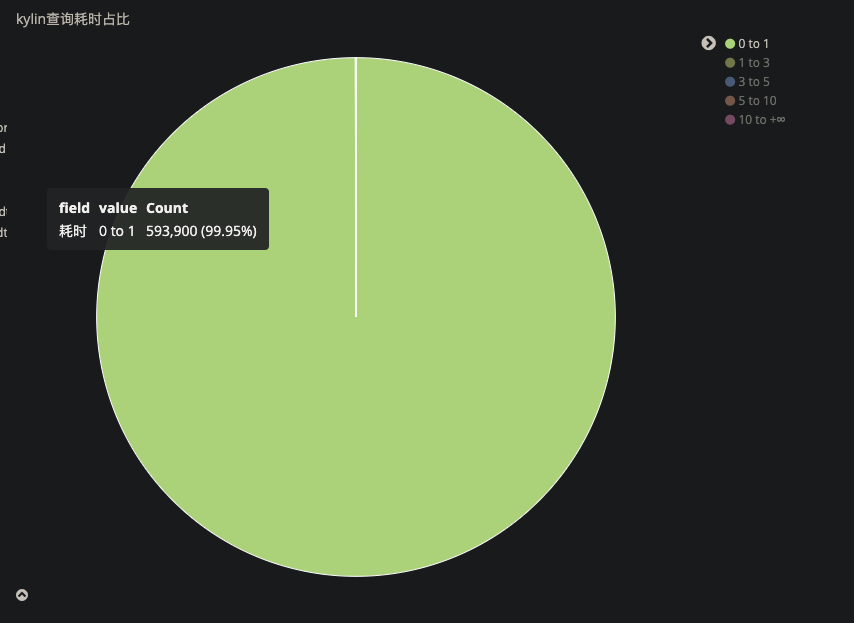 kylin查询耗时占比
0 to 1
1 to 3
3 to 5
5 to 10
10 to +∞
field value Count
耗时 0 to 1 593,900 (99.95%)